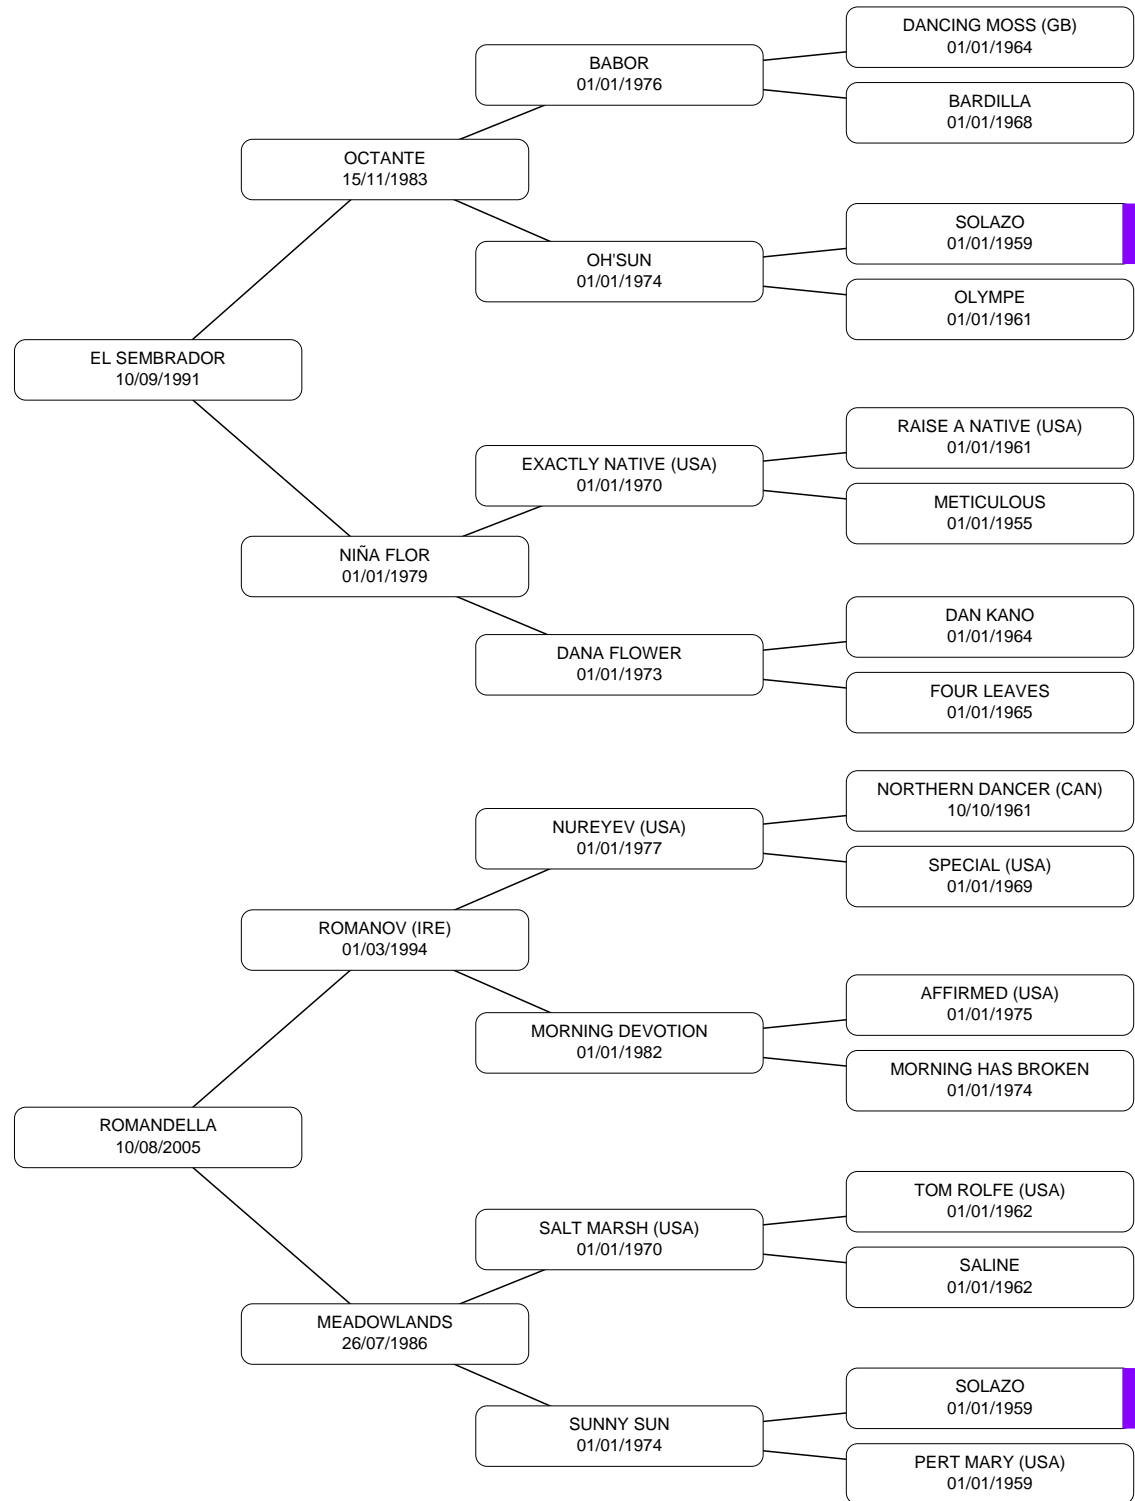 DANCING MOSS (GB)
01/01/1964
BABOR
01/01/1976
BARDILLA
01/01/1968
OCTANTE
15/11/1983
SOLAZO
01/01/1959
OH'SUN
01/01/1974
OLYMPE
01/01/1961
EL SEMBRADOR
10/09/1991
RAISE A NATIVE (USA)
01/01/1961
EXACTLY NATIVE (USA)
01/01/1970
METICULOUS
01/01/1955
NIÑA FLOR
01/01/1979
DAN KANO
01/01/1964
DANA FLOWER
01/01/1973
FOUR LEAVES
01/01/1965
NORTHERN DANCER (CAN)
10/10/1961
NUREYEV (USA)
01/01/1977
SPECIAL (USA)
01/01/1969
ROMANOV (IRE)
01/03/1994
AFFIRMED (USA)
01/01/1975
MORNING DEVOTION
01/01/1982
MORNING HAS BROKEN
01/01/1974
ROMANDELLA
10/08/2005
TOM ROLFE (USA)
01/01/1962
SALT MARSH (USA)
01/01/1970
SALINE
01/01/1962
MEADOWLANDS
26/07/1986
SOLAZO
01/01/1959
SUNNY SUN
01/01/1974
PERT MARY (USA)
01/01/1959